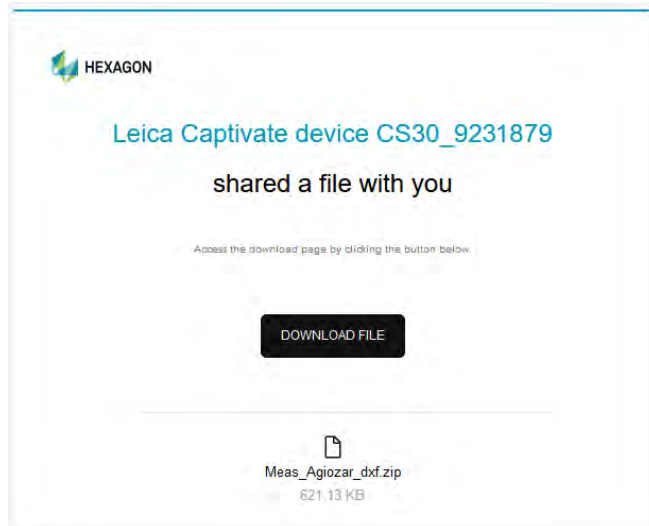 HEXAGON
Leica Captivate device CS30_9231879
shared a file with you
Access the download page by clicking the button below.
DOWNLOAD FILE
Meas_Agiozar_dxf.zip
621.13 KB